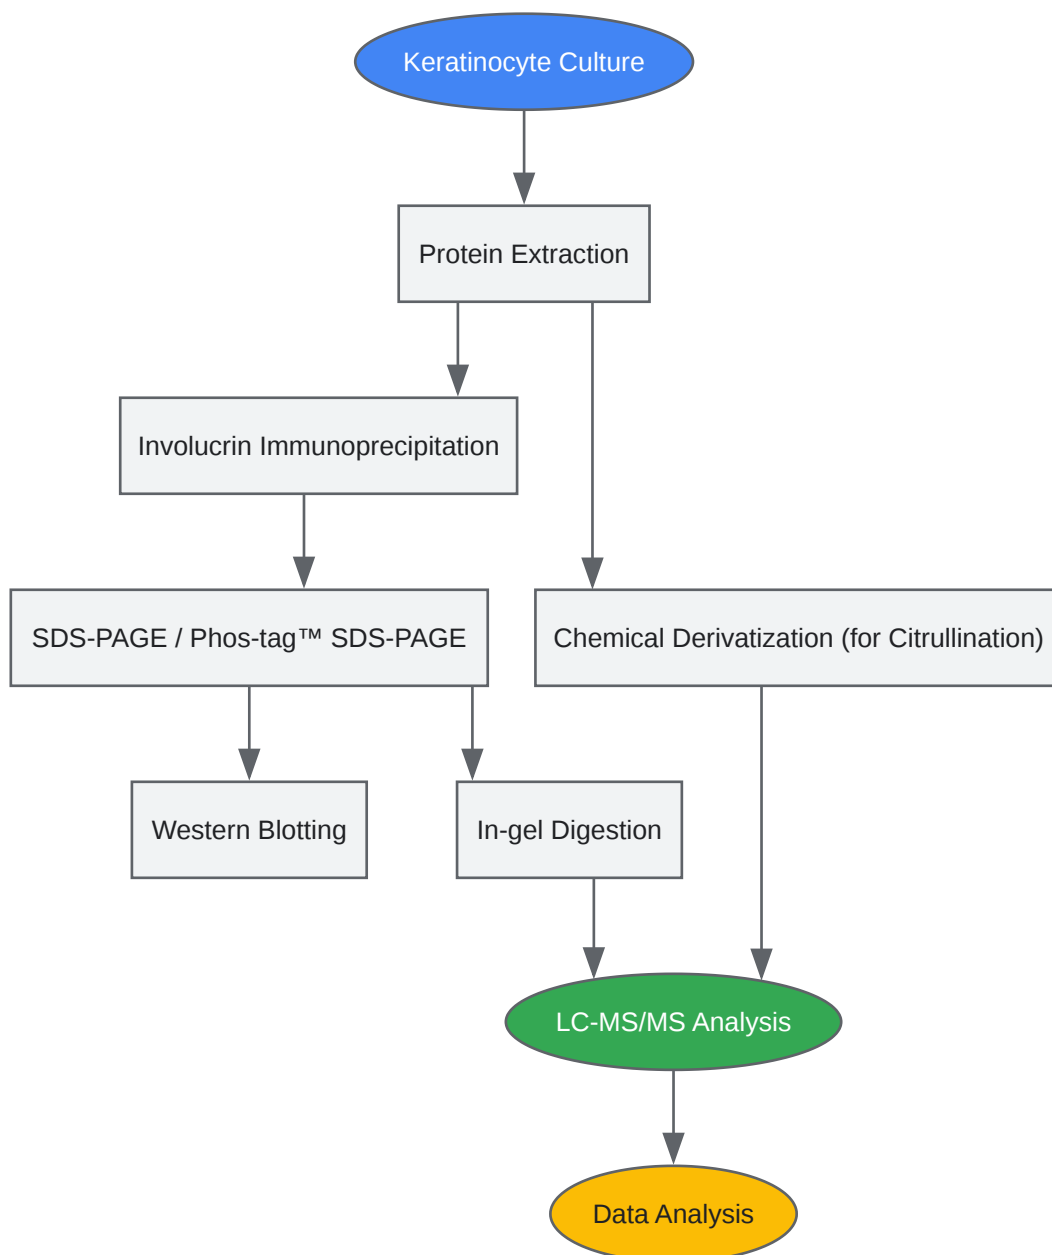 Keratinocyte Culture
Protein Extraction
Involucrin Immunoprecipitation
SDS-PAGE / Phos-tag™ SDS-PAGE
Chemical Derivatization (for Citrullination)
Western Blotting
In-gel Digestion
LC-MS/MS Analysis
Data Analysis